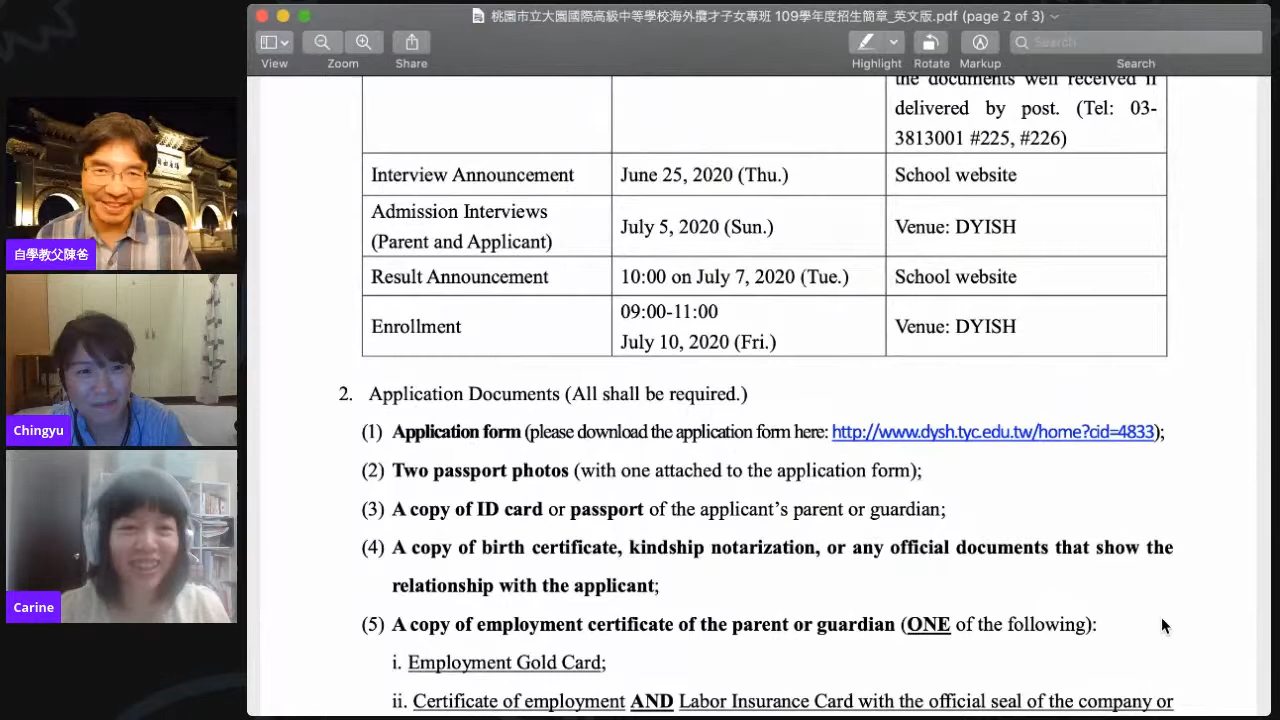 桃園市立大園國際高級中等學校海外攬才子女專班 109學年度招生簡章_英文版.pdf (page 2 of 3)
View
Zoom
Share
Highlight
Rotate
Markup
Search
Search
the documents well received if
delivered by post. (Tel: 03-
3813001 #225, #226)
Interview Announcement
June 25, 2020 (Thu.)
School website
Admission Interviews
(Parent and Applicant)
July 5, 2020 (Sun.)
Venue: DYISH
Result Announcement
10:00 on July 7, 2020 (Tue.)
School website
Enrollment
09:00-11:00
July 10, 2020 (Fri.)
Venue: DYISH
2. Application Documents (All shall be required.)
(1) Application form (please download the application form here: http://www.dysh.tyc.edu.tw/home?cid=4833);
(2) Two passport photos (with one attached to the application form);
(3) A copy of ID card or passport of the applicant's parent or guardian;
(4) A copy of birth certificate, kindship notarization, or any official documents that show the
relationship with the applicant;
(5) A copy of employment certificate of the parent or guardian (ONE of the following):
i. Employment Gold Card;
ii. Certificate of employment AND Labor Insurance Card with the official seal of the company or
自學教父陳爸
Chingyu
Carine